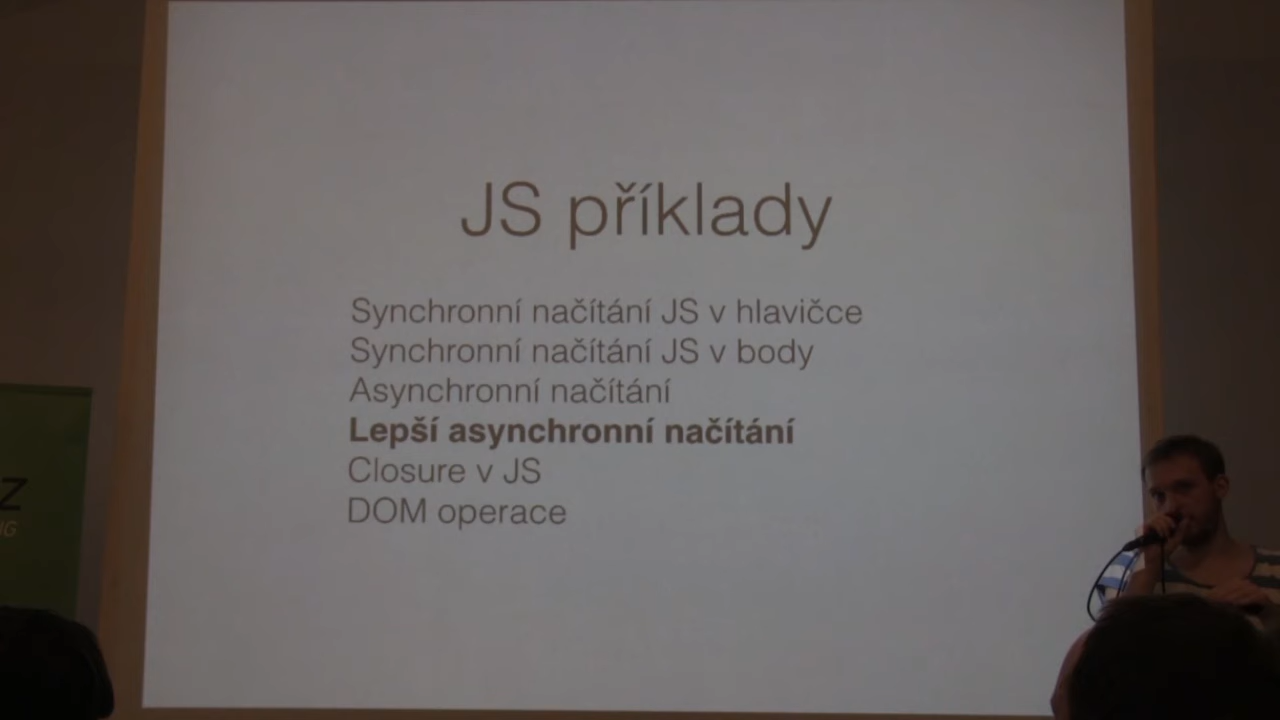 JS příklady
Synchronní načítání JS v hlavičce
Synchronní načítání JS v body
Asynchronní načítání
Lepší asynchronní načítání
Closure v JS
DOM operace